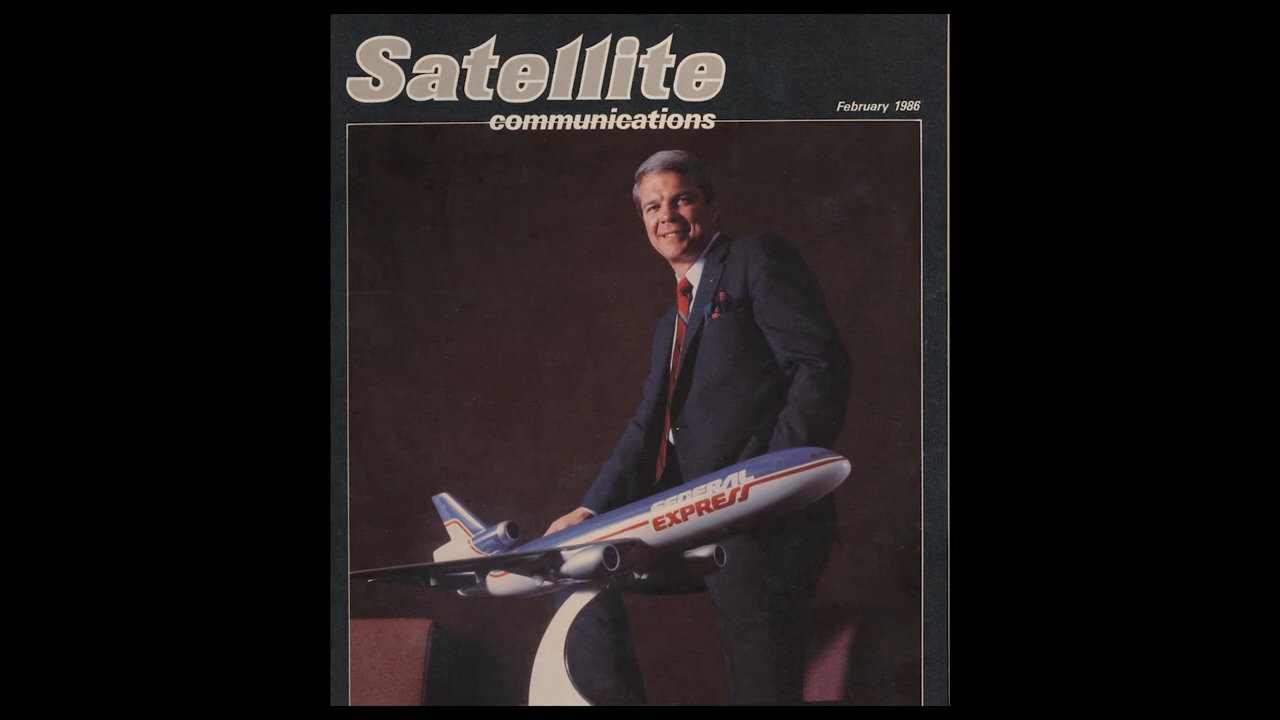 Satellite
communications
February 1986
FEDERAL
EXPRESS